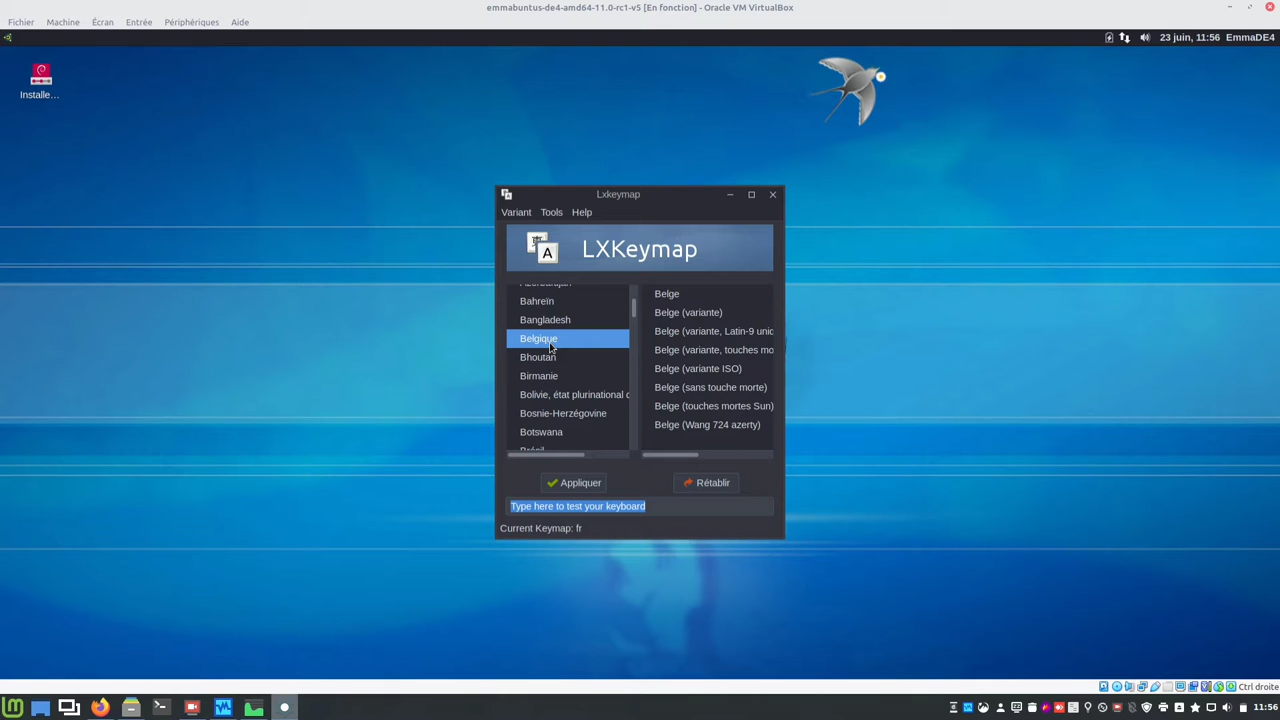 emmabuntus-de4-amd64-11.0-rc1-v5 [En fonction] - Oracle VM VirtualBox
Fichier Machine Écran Entrée Périphériques Aide
23 juin, 11:56 EmmaDE4
Installe…
Lxkeymap
Variant Tools Help
A
LXKeymap
Azerbaïdjan
Bahreïn
Bangladesh
Belgique
Bhoutan
Birmanie
Bolivie, état plurinational d
Bosnie-Herzégovine
Botswana
Brésil
Belge
Belge (variante)
Belge (variante, Latin-9 unic
Belge (variante, touches mo
Belge (variante ISO)
Belge (sans touche morte)
Belge (touches mortes Sun)
Belge (Wang 724 azerty)
Appliquer Rétablir
Type here to test your keyboard
Current Keymap: fr
Ctrl droite
11:56